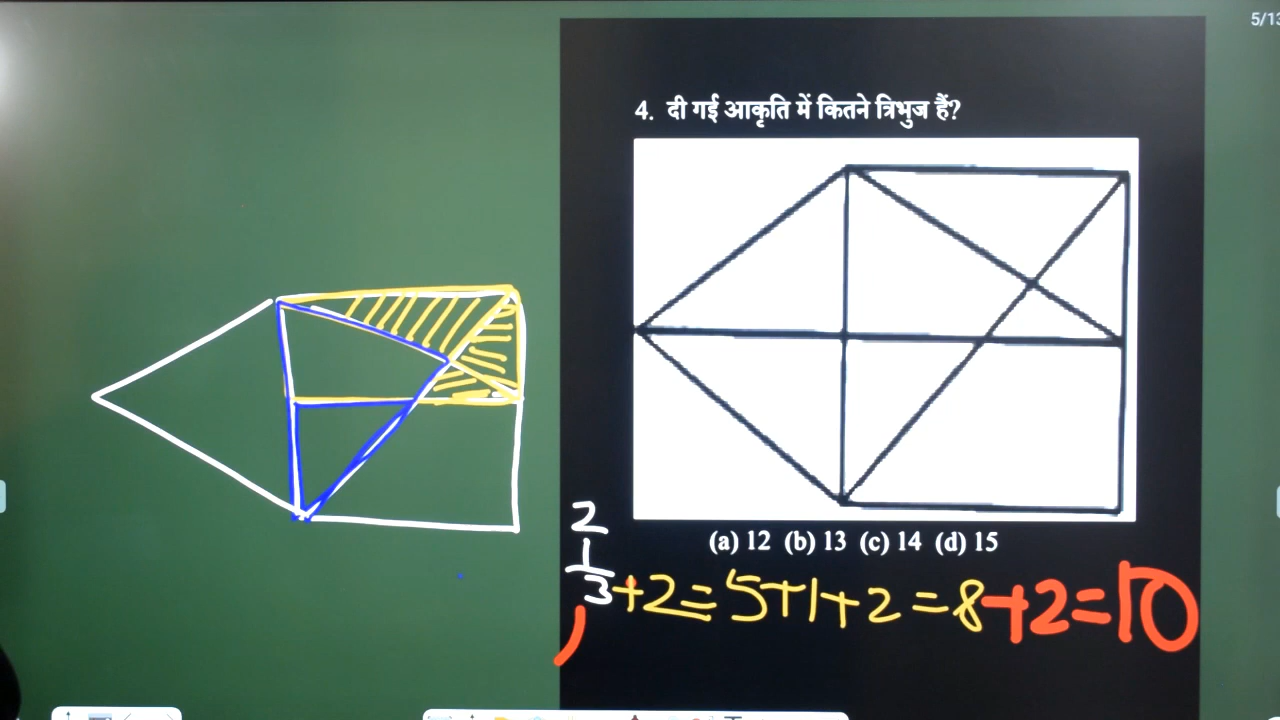 5/13
4. दी गई आकृति में कितने त्रिभुज हैं?
(a) 12 (b) 13 (c) 14 (d) 15
2
1
3+2=5+1+2=8+2=10